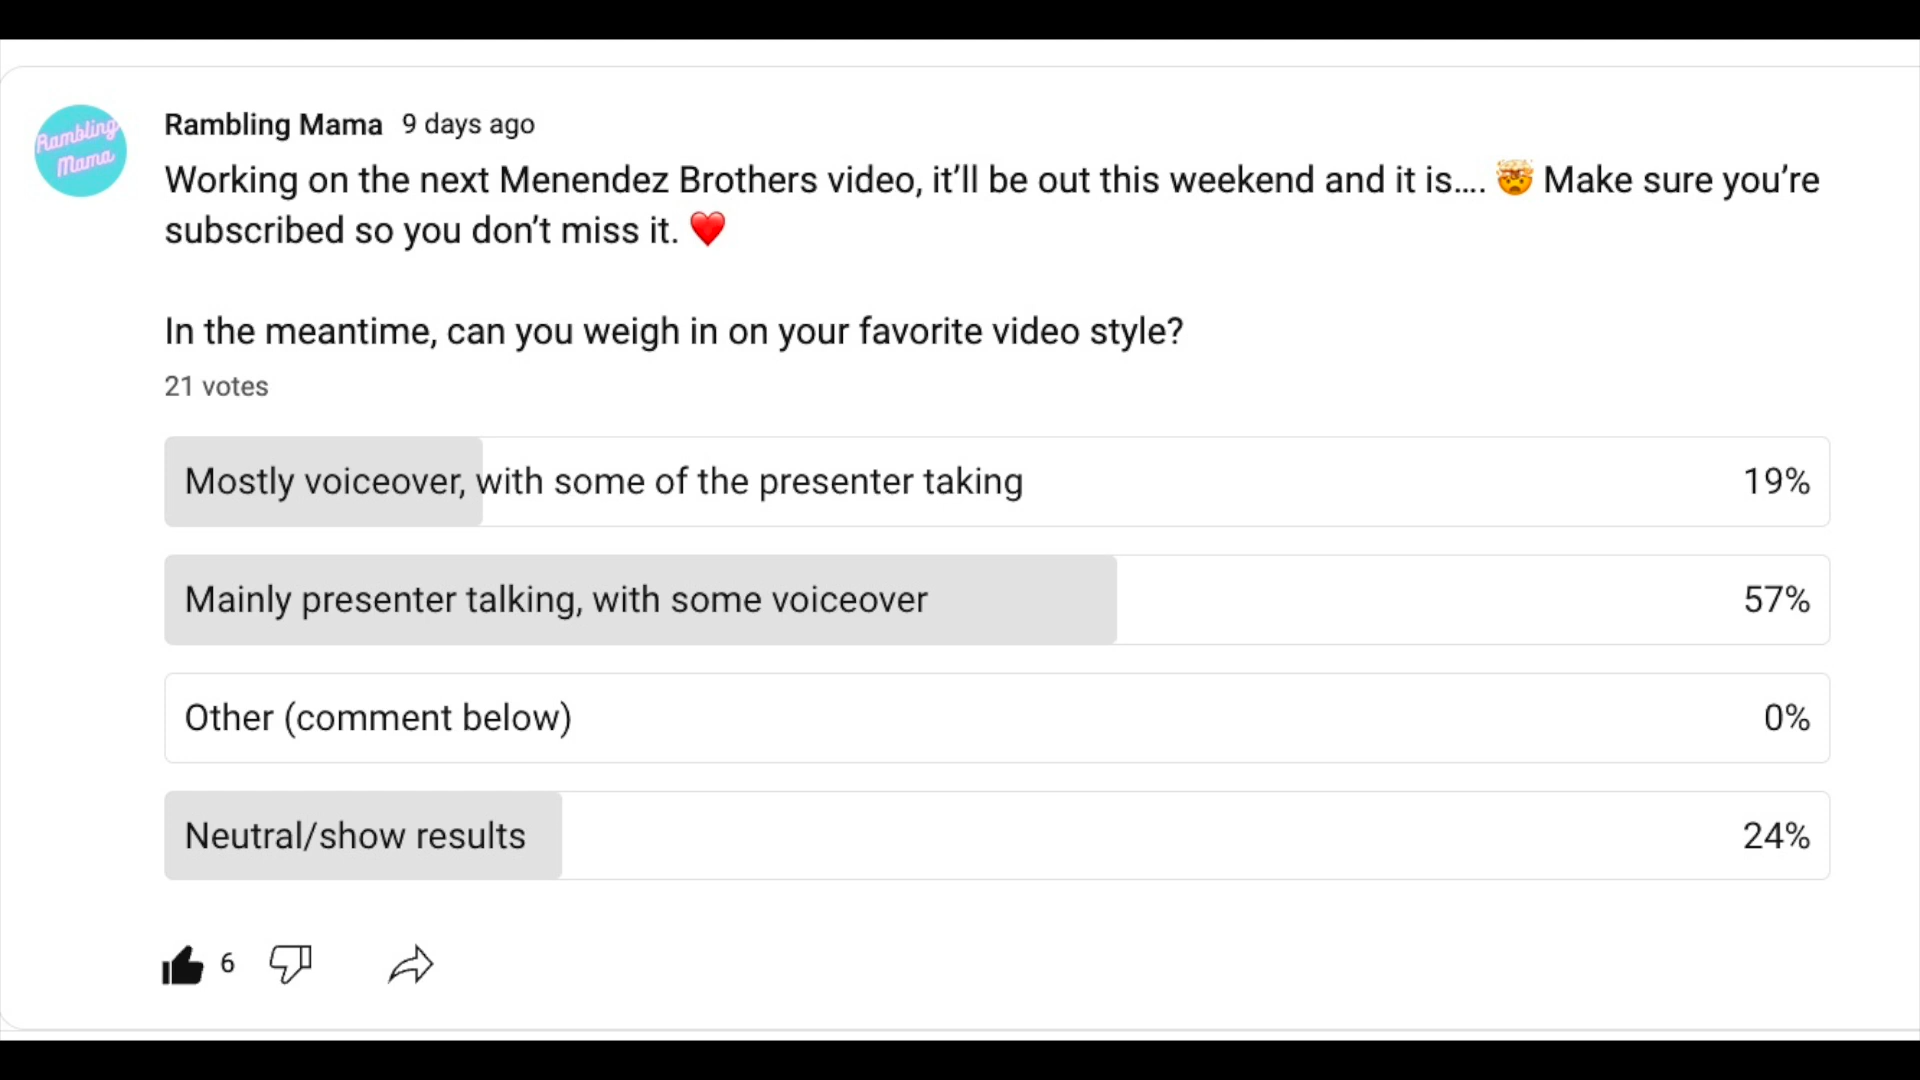 Rambling
Mama
Rambling Mama 9 days ago
Working on the next Menendez Brothers video, it’ll be out this weekend and it is.... 🤯 Make sure you’re
subscribed so you don’t miss it. ❤️
In the meantime, can you weigh in on your favorite video style?
21 votes
Mostly voiceover, with some of the presenter taking 19%
Mainly presenter talking, with some voiceover 57%
Other (comment below) 0%
Neutral/show results 24%
6